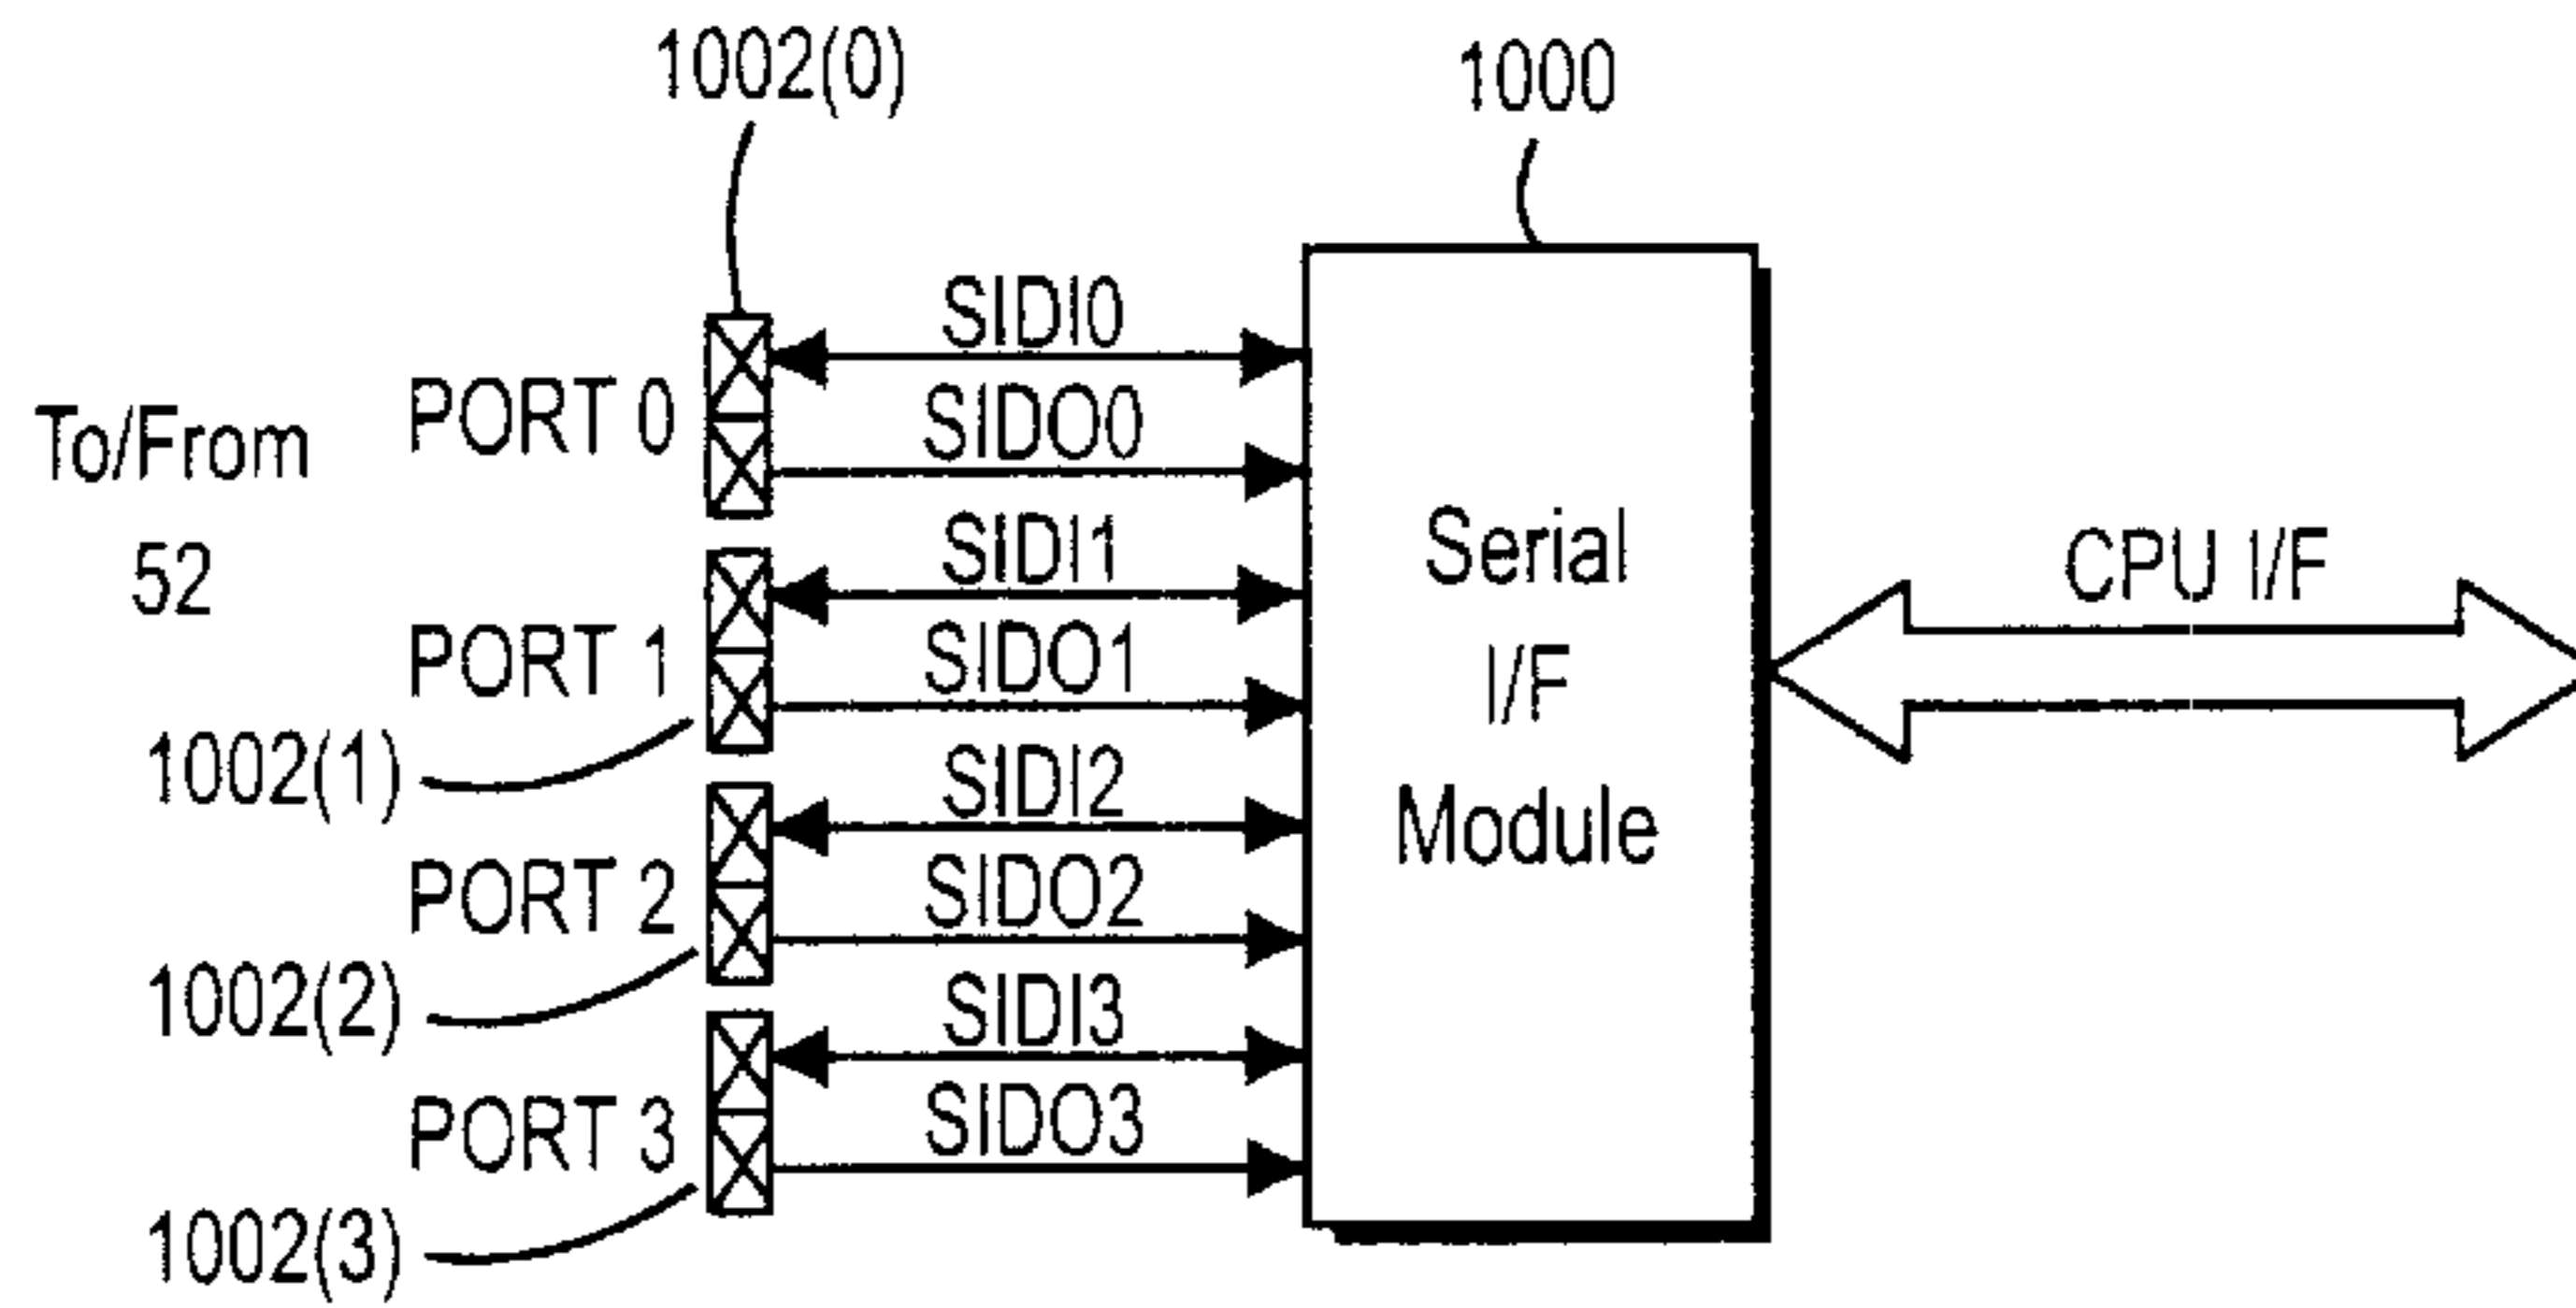 1002(0)
1000
To/From
52
PORT 0
SIDI0
SIDO0
PORT 1
SIDI1
SIDO1
1002(1)
PORT 2
SIDI2
SIDO2
1002(2)
PORT 3
SIDI3
SIDO3
1002(3)
Serial
I/F
Module
CPU I/F